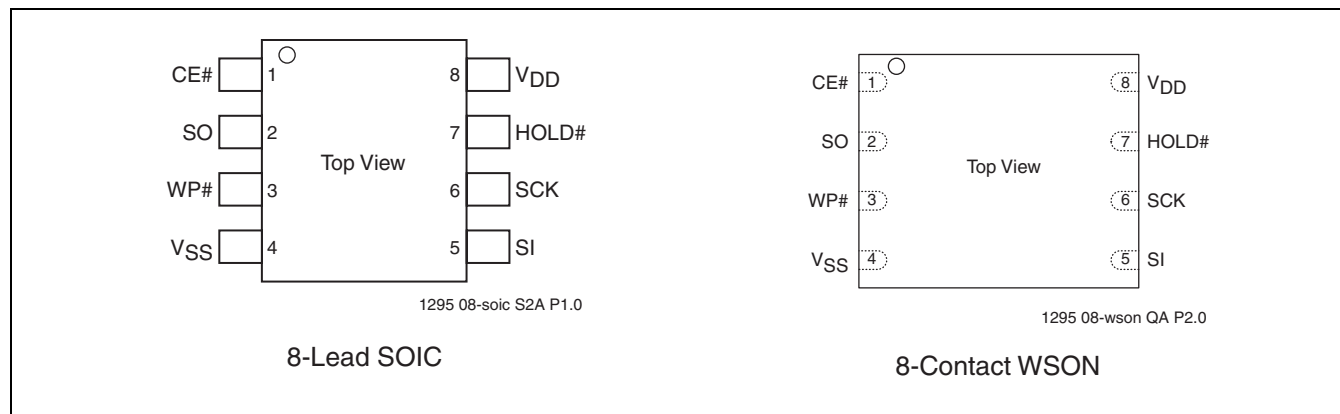 CE# 1 8 VDD
SO 2 7 HOLD#
Top View
WP# 3 6 SCK
VSS 4 5 SI
1295 08-soic S2A P1.0
8-Lead SOIC
CE# 1 8 VDD
SO 2 7 HOLD#
Top View
WP# 3 6 SCK
VSS 4 5 SI
1295 08-wson QA P2.0
8-Contact WSON